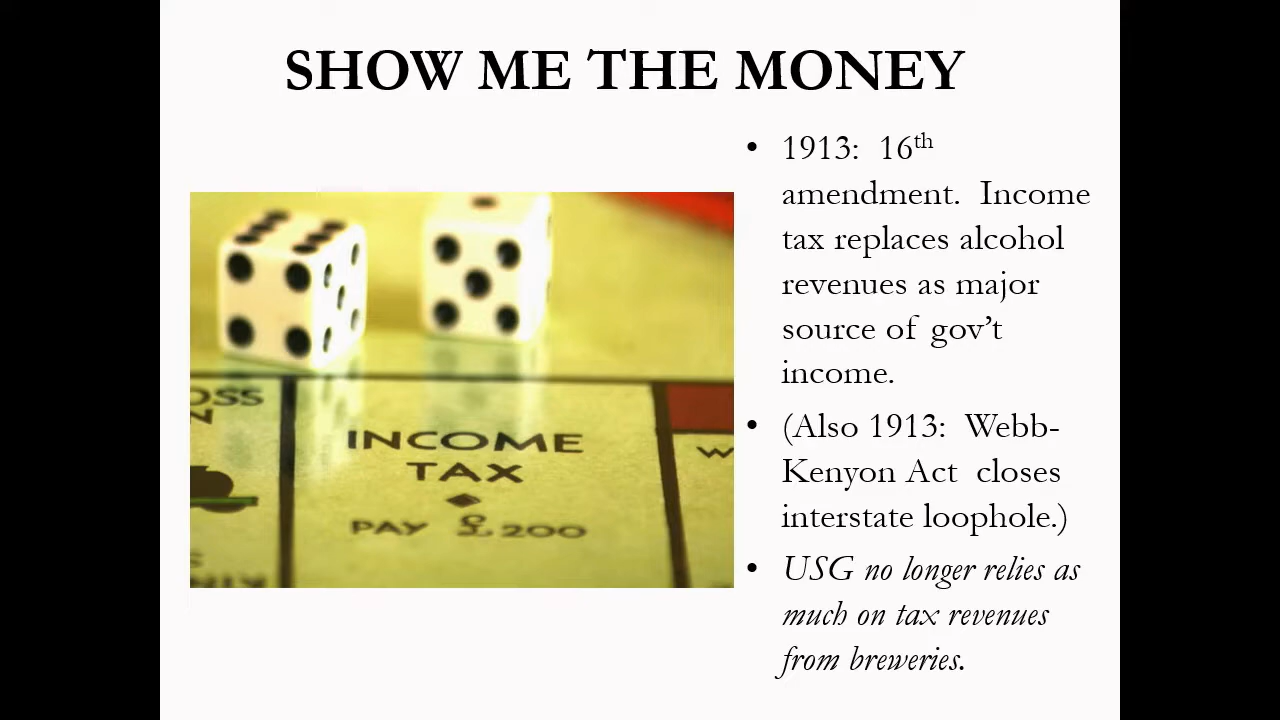 SHOW ME THE MONEY
• 1913:  16th
amendment.  Income
tax replaces alcohol
revenues as major
source of gov’t
income.
• (Also 1913:  Webb-
Kenyon Act  closes
interstate loophole.)
• USG no longer relies as
much on tax revenues
from breweries.
INCOME
TAX
PAY £200